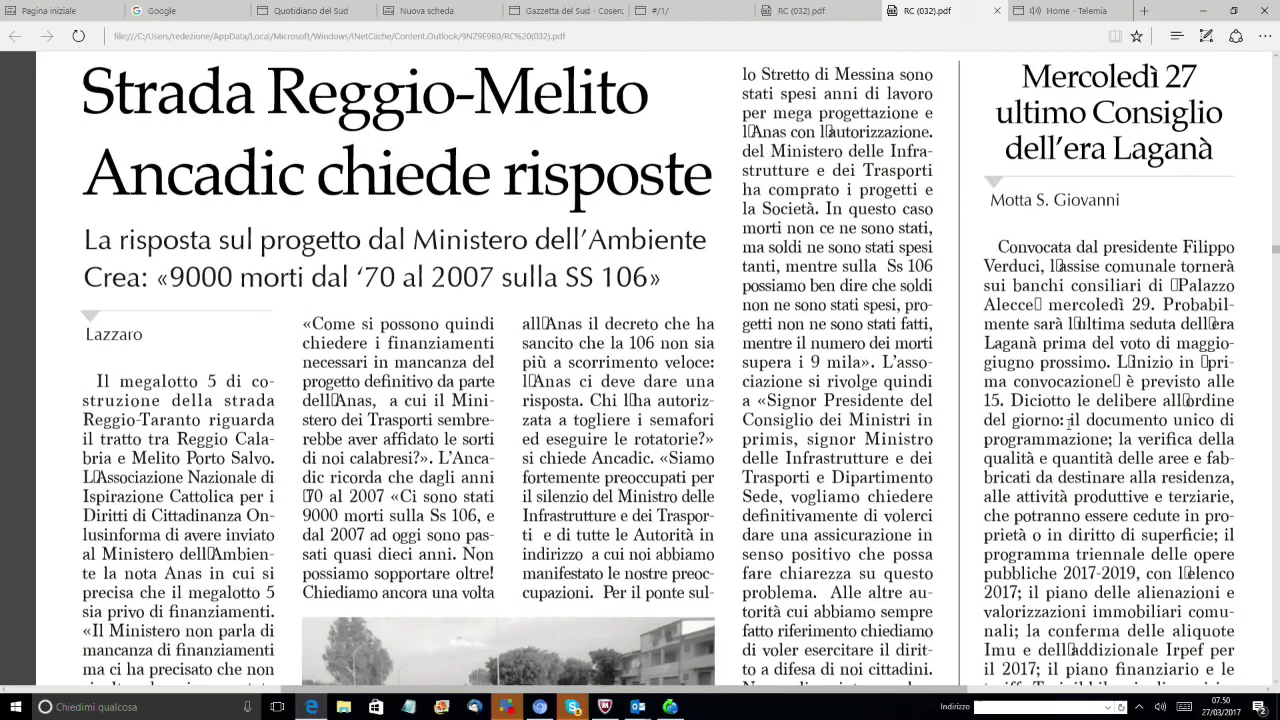 Pagina iniziale
Google
Quotidiano del Sud
Nuova scheda
Gazzetta del Sud - Cosen:
#/1/
RC (032).pdf
RC (032).pdf
Home - Telemia
DTT - MONITORAGGIO
file:///C:/Users/redezione/AppData/Local/Microsoft/Windows/INetCache/Content.Outlook/9NZ9E9B0/RC%20(032).pdf
Strada Reggio-Melito
Ancadic chiede risposte
La risposta sul progetto dal Ministero dell'Ambiente
Crea: «9000 morti dal '70 al 2007 sulla SS 106»
Lazzaro
Il megalotto 5 di co-
struzione della strada
Reggio-Taranto riguarda
il tratto tra Reggio Cala-
bria e Melito Porto Salvo.
L▯Associazione Nazionale di
Ispirazione Cattolica per i
Diritti di Cittadinanza On-
lusinforma di avere inviato
al Ministero dell▯Ambien-
te la nota Anas in cui si
precisa che il megalotto 5
sia privo di finanziamenti.
«Il Ministero non parla di
mancanza di finanziamenti
ma ci ha precisato che non
«Come si possono quindi
chiedere i finanziamenti
necessari in mancanza del
progetto definitivo da parte
dell▯Anas, a cui il Mini-
stero dei Trasporti sembre-
rebbe aver affidato le sorti
di noi calabresi?». L'Anca-
dic ricorda che dagli anni
▯70 al 2007 «Ci sono stati
9000 morti sulla Ss 106, e
dal 2007 ad oggi sono pas-
sati quasi dieci anni. Non
possiamo sopportare oltre!
Chiediamo ancora una volta
all▯Anas il decreto che ha
sancito che la 106 non sia
più a scorrimento veloce:
l▯Anas ci deve dare una
risposta. Chi l▯ha autoriz-
zata a togliere i semafori
ed eseguire le rotatorie?»
si chiede Ancadic. «Siamo
fortemente preoccupati per
il silenzio del Ministro delle
Infrastrutture e dei Traspor-
ti e di tutte le Autorità in
indirizzo a cui noi abbiamo
manifestato le nostre preoc-
cupazioni. Per il ponte sul-
lo Stretto di Messina sono
stati spesi anni di lavoro
per mega progettazione e
l▯Anas con l▯autorizzazione.
del Ministero delle Infra-
strutture e dei Trasporti
ha comprato i progetti e
la Società. In questo caso
morti non ce ne sono stati,
ma soldi ne sono stati spesi
tanti, mentre sulla Ss 106
possiamo ben dire che soldi
non ne sono stati spesi, pro-
getti non ne sono stati fatti,
mentre il numero dei morti
supera i 9 mila». L'asso-
ciazione si rivolge quindi
a «Signor Presidente del
Consiglio dei Ministri in
primis, signor Ministro
delle Infrastrutture e dei
Trasporti e Dipartimento
Sede, vogliamo chiedere
definitivamente di volerci
dare una assicurazione in
senso positivo che possa
fare chiarezza su questo
problema. Alle altre au-
torità cui abbiamo sempre
fatto riferimento chiediamo
di voler esercitare il dirit-
to a difesa di noi cittadini.
Mercoledì 27
ultimo Consiglio
dell'era Laganà
Motta S. Giovanni
Convocata dal presidente Filippo
Verduci, l▯assise comunale tornerà
sui banchi consiliari di ▯Palazzo
Alecce▯ mercoledì 29. Probabil-
mente sarà l▯ultima seduta dell▯era
Laganà prima del voto di maggio-
giugno prossimo. L▯inizio in ▯pri-
ma convocazione▯ è previsto alle
15. Diciotto le delibere all▯ordine
del giorno: il documento unico di
programmazione; la verifica della
qualità e quantità delle aree e fab-
bricati da destinare alla residenza,
alle attività produttive e terziarie,
che potranno essere cedute in pro-
prietà o in diritto di superficie; il
programma triennale delle opere
pubbliche 2017-2019, con l▯elenco
2017; il piano delle alienazioni e
valorizzazioni immobiliari comu-
nali; la conferma delle aliquote
Imu e dell▯addizionale Irpef per
il 2017; il piano finanziario e le
Chiedimi qualcosa
Indirizzo
07.50
27/03/2017